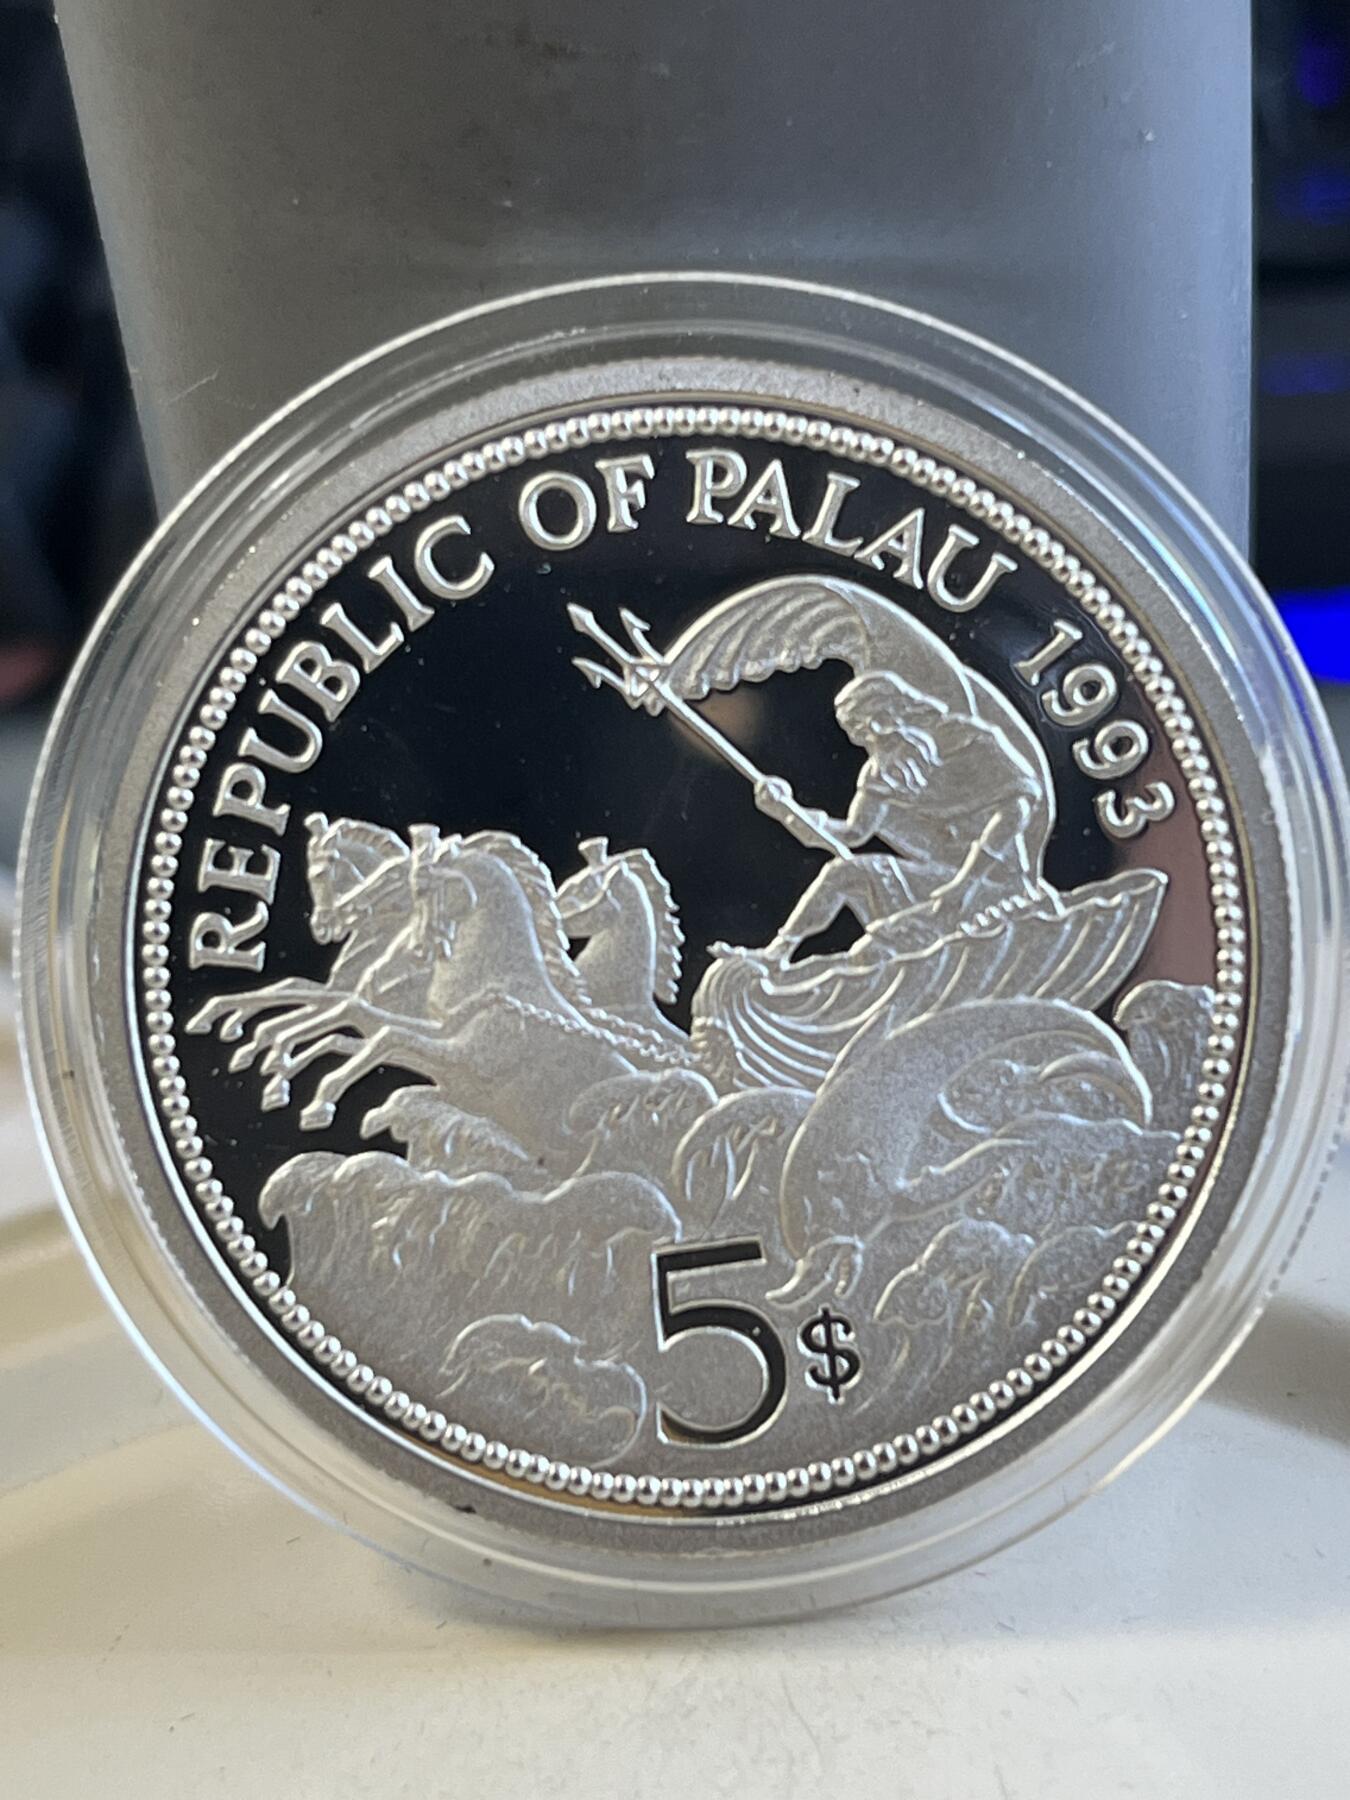 REPUBLIC OF PALAU 1993
5$